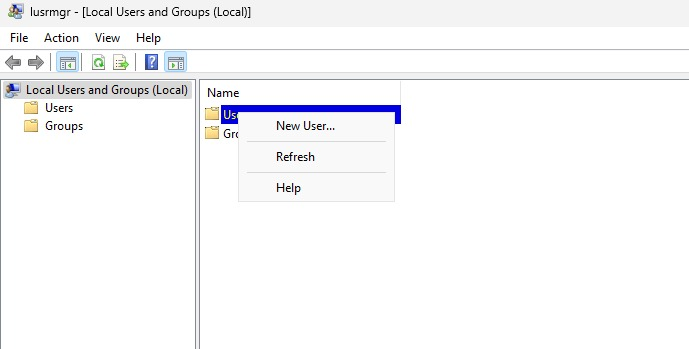 lusrmgr - [Local Users and Groups (Local)]
File Action View Help
Local Users and Groups (Local)
Users
Groups
Name
New User...
Refresh
Help